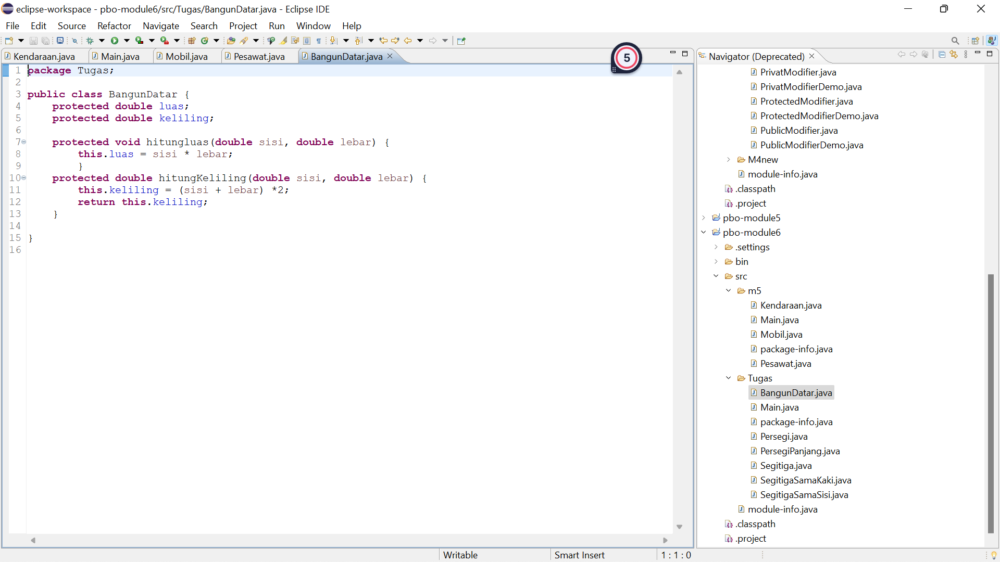 eclipse-workspace - pbo-module6/src/Tugas/BangunDatar.java - Eclipse IDE
File Edit Source Refactor Navigate Search Project Run Window Help
Kendaraan.java Main.java Mobil.java Pesawat.java BangunDatar.java
5
1 package Tugas;
2
3 public class BangunDatar {
4 protected double luas;
5 protected double keliling;
6
7 protected void hitungluas(double sisi, double lebar) {
8 this.luas = sisi * lebar;
9 }
10 protected double hitungKeliling(double sisi, double lebar) {
11 this.keliling = (sisi + lebar) *2;
12 return this.keliling;
13 }
14
15 }
16
Navigator (Deprecated)
PrivatModifier.java
PrivatModifierDemo.java
ProtectedModifier.java
ProtectedModifierDemo.java
PublicModifier.java
PublicModifierDemo.java
M4new
module-info.java
.classpath
.project
pbo-module5
pbo-module6
.settings
bin
src
m5
Kendaraan.java
Main.java
Mobil.java
package-info.java
Pesawat.java
Tugas
BangunDatar.java
Main.java
package-info.java
Persegi.java
PersegiPanjang.java
Segitiga.java
SegitigaSamaKaki.java
SegitigaSamaSisi.java
module-info.java
.classpath
.project
Writable Smart Insert 1 : 1 : 0